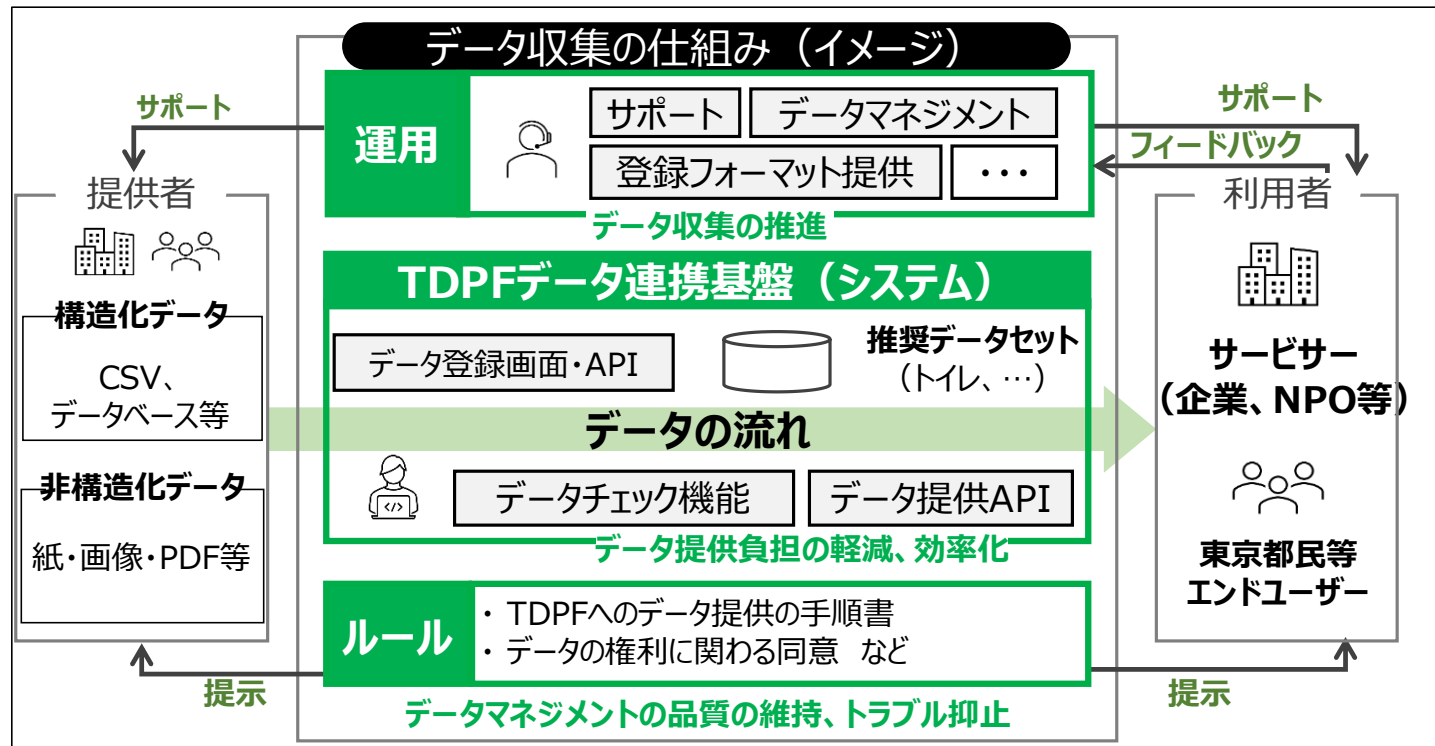 データ収集の仕組み（イメージ）
サポート
運用
サポート
データマネジメント
登録フォーマット提供
・・・
データ収集の推進
サポート
フィードバック
提供者
構造化データ
CSV、
データベース等
非構造化データ
紙・画像・PDF等
TDPFデータ連携基盤（システム）
データ登録画面・API
推奨データセット
（トイレ、…）
データの流れ
</>
データチェック機能
データ提供API
データ提供負担の軽減、効率化
利用者
サービサー
（企業、NPO等）
東京都民等
エンドユーザー
ルール
・ TDPFへのデータ提供の手順書
・ データの権利に関わる同意 など
提示
提示
データマネジメントの品質の維持、トラブル抑止